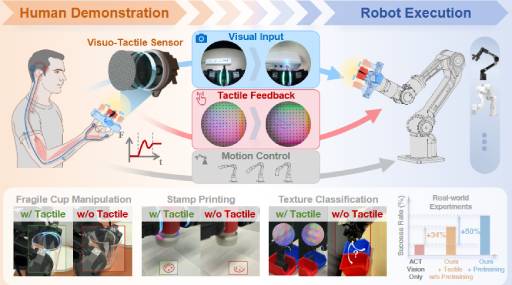 Human Demonstration
Robot Execution
Visuo-Tactile Sensor
Visual Input
Tactile Feedback
F
t
Motion Control
Fragile Cup Manipulation
w/ Tactile w/o Tactile
Stamp Printing
w/ Tactile w/o Tactile
Texture Classification
w/ Tactile w/o Tactile
Real-world
Experiments
Success Rate (%)
+34%
+50%
ACT
Vision
Only
Ours
+ Tactile
w/o Pretraining
Ours
+ Pretraining